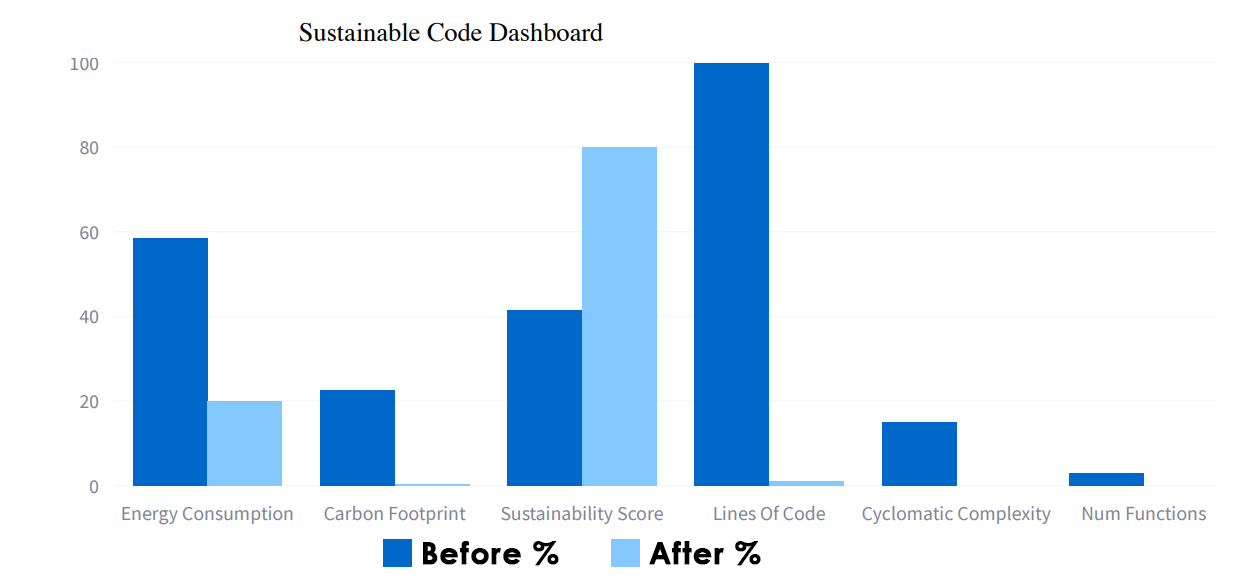 Sustainable Code Dashboard
100
80
60
40
20
0
Energy Consumption Carbon Footprint Sustainability Score Lines Of Code Cyclomatic Complexity Num Functions
Before % After %